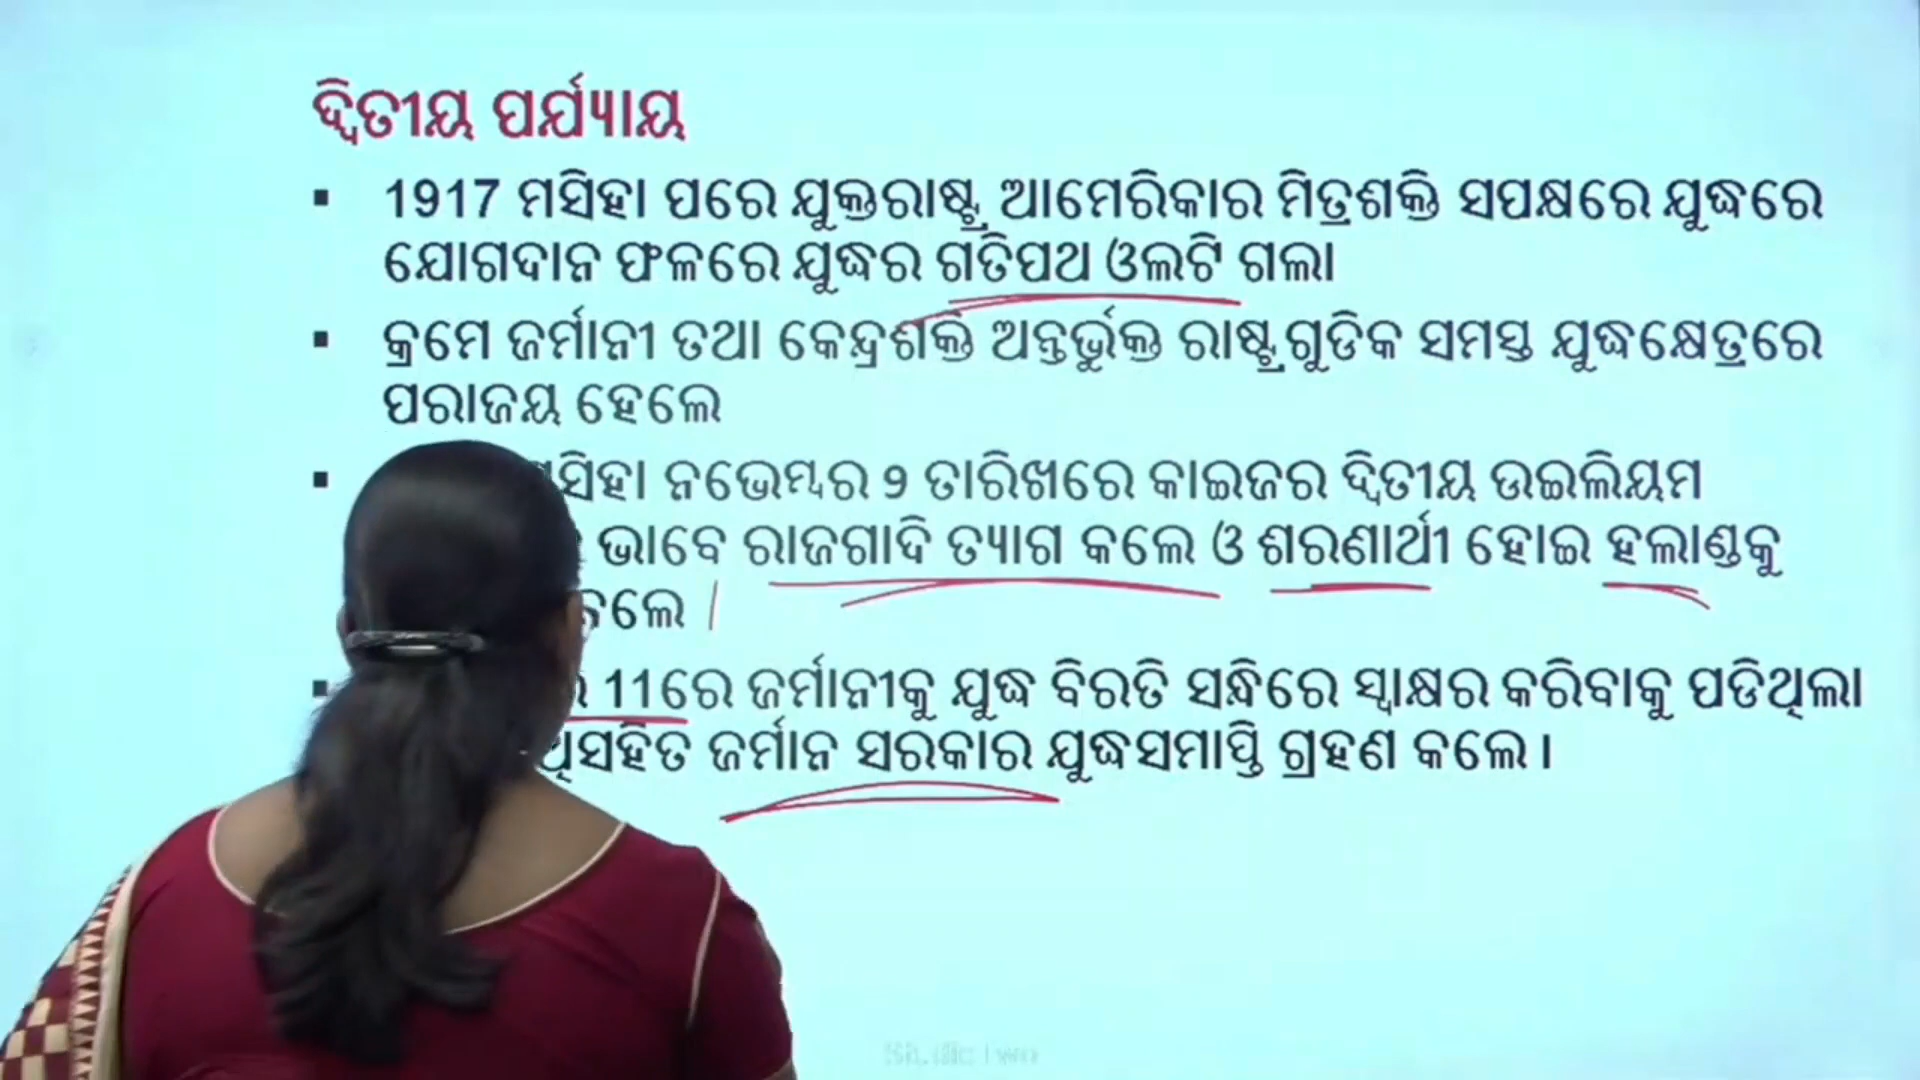 ଦ୍ୱିତୀୟ ପର୍ଯ୍ୟାୟ
▪ 1917 ମସିହା ପରେ ଯୁକ୍ତରାଷ୍ଟ୍ର ଆମେରିକାର ମିତ୍ରଶକ୍ତି ସପକ୍ଷରେ ଯୁଦ୍ଧରେ
ଯୋଗଦାନ ଫଳରେ ଯୁଦ୍ଧର ଗତିପଥ ଓଲଟି ଗଲା
▪ କ୍ରମେ ଜର୍ମାନୀ ତଥା କେନ୍ଦ୍ରଶକ୍ତି ଅନ୍ତର୍ଭୁକ୍ତ ରାଷ୍ଟ୍ରଗୁଡିକ ସମସ୍ତ ଯୁଦ୍ଧକ୍ଷେତ୍ରରେ
ପରାଜୟ ହେଲେ
▪ ନଭେମ୍ବର ୨ ତାରିଖରେ କାଇଜର ଦ୍ୱିତୀୟ ଉଇଲିୟମ
ଭାବେ ରାଜଗାଦି ତ୍ୟାଗ କଲେ ଓ ଶରଣାର୍ଥୀ ହୋଇ ହଲାଣ୍ଡକୁ
▪ 11ରେ ଜର୍ମାନୀକୁ ଯୁଦ୍ଧ ବିରତି ସନ୍ଧିରେ ସ୍ୱାକ୍ଷର କରିବାକୁ ପଡିଥିଲା
ଜର୍ମାନ ସରକାର ଯୁଦ୍ଧସମାପ୍ତି ଗ୍ରହଣ କଲେ।